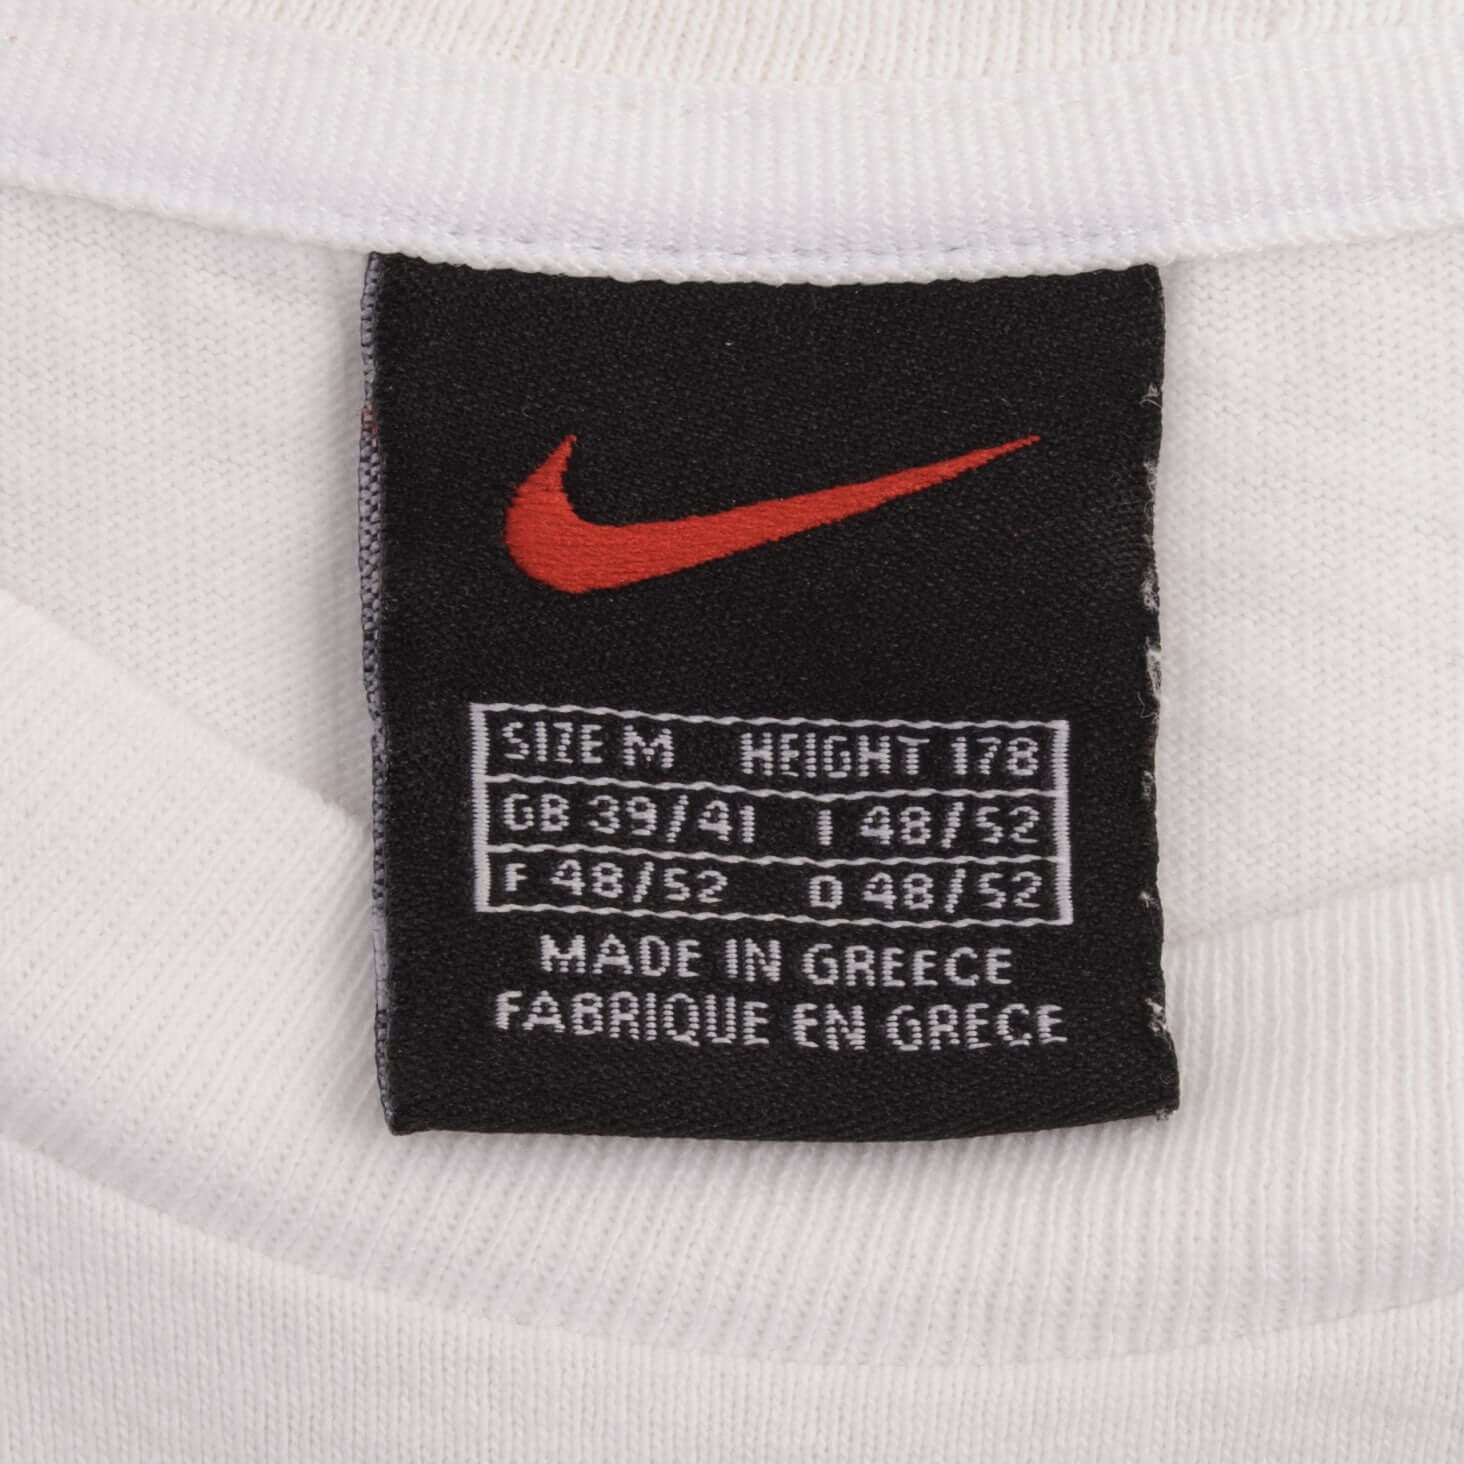 SIZE M HEIGHT 178
GB 39/41 I 48/52
F 48/52 D 48/52
MADE IN GREECE
FABRIQUE EN GRECE